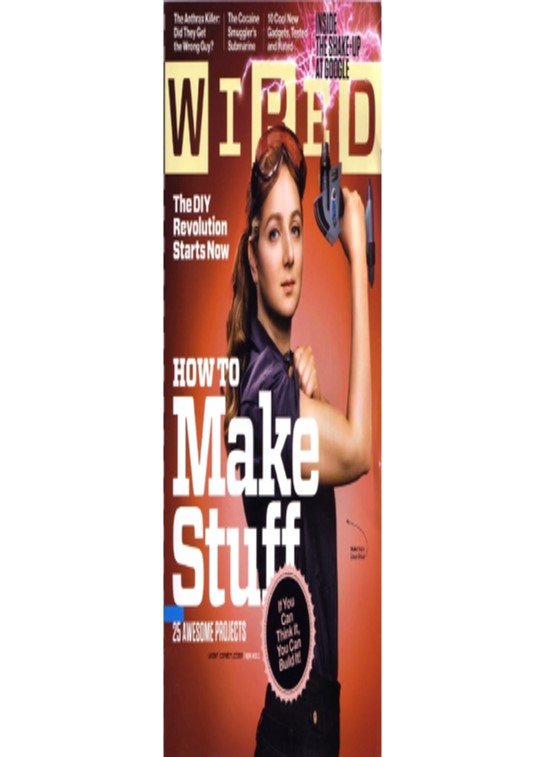 The Anthrax Killer:
Did They Get
the Wrong Guy?
The Cocaine
Smuggler's
Submarine
10 Cool New
Gadgets, Tested
and Rated
INSIDE
THE SHAKE-UP
AT GOOGLE
WIRED
The DIY
Revolution
Starts Now
HOW TO
Make
Stuff
25 AWESOME PROJECTS
If You
Can
Think It,
You Can
Build It!